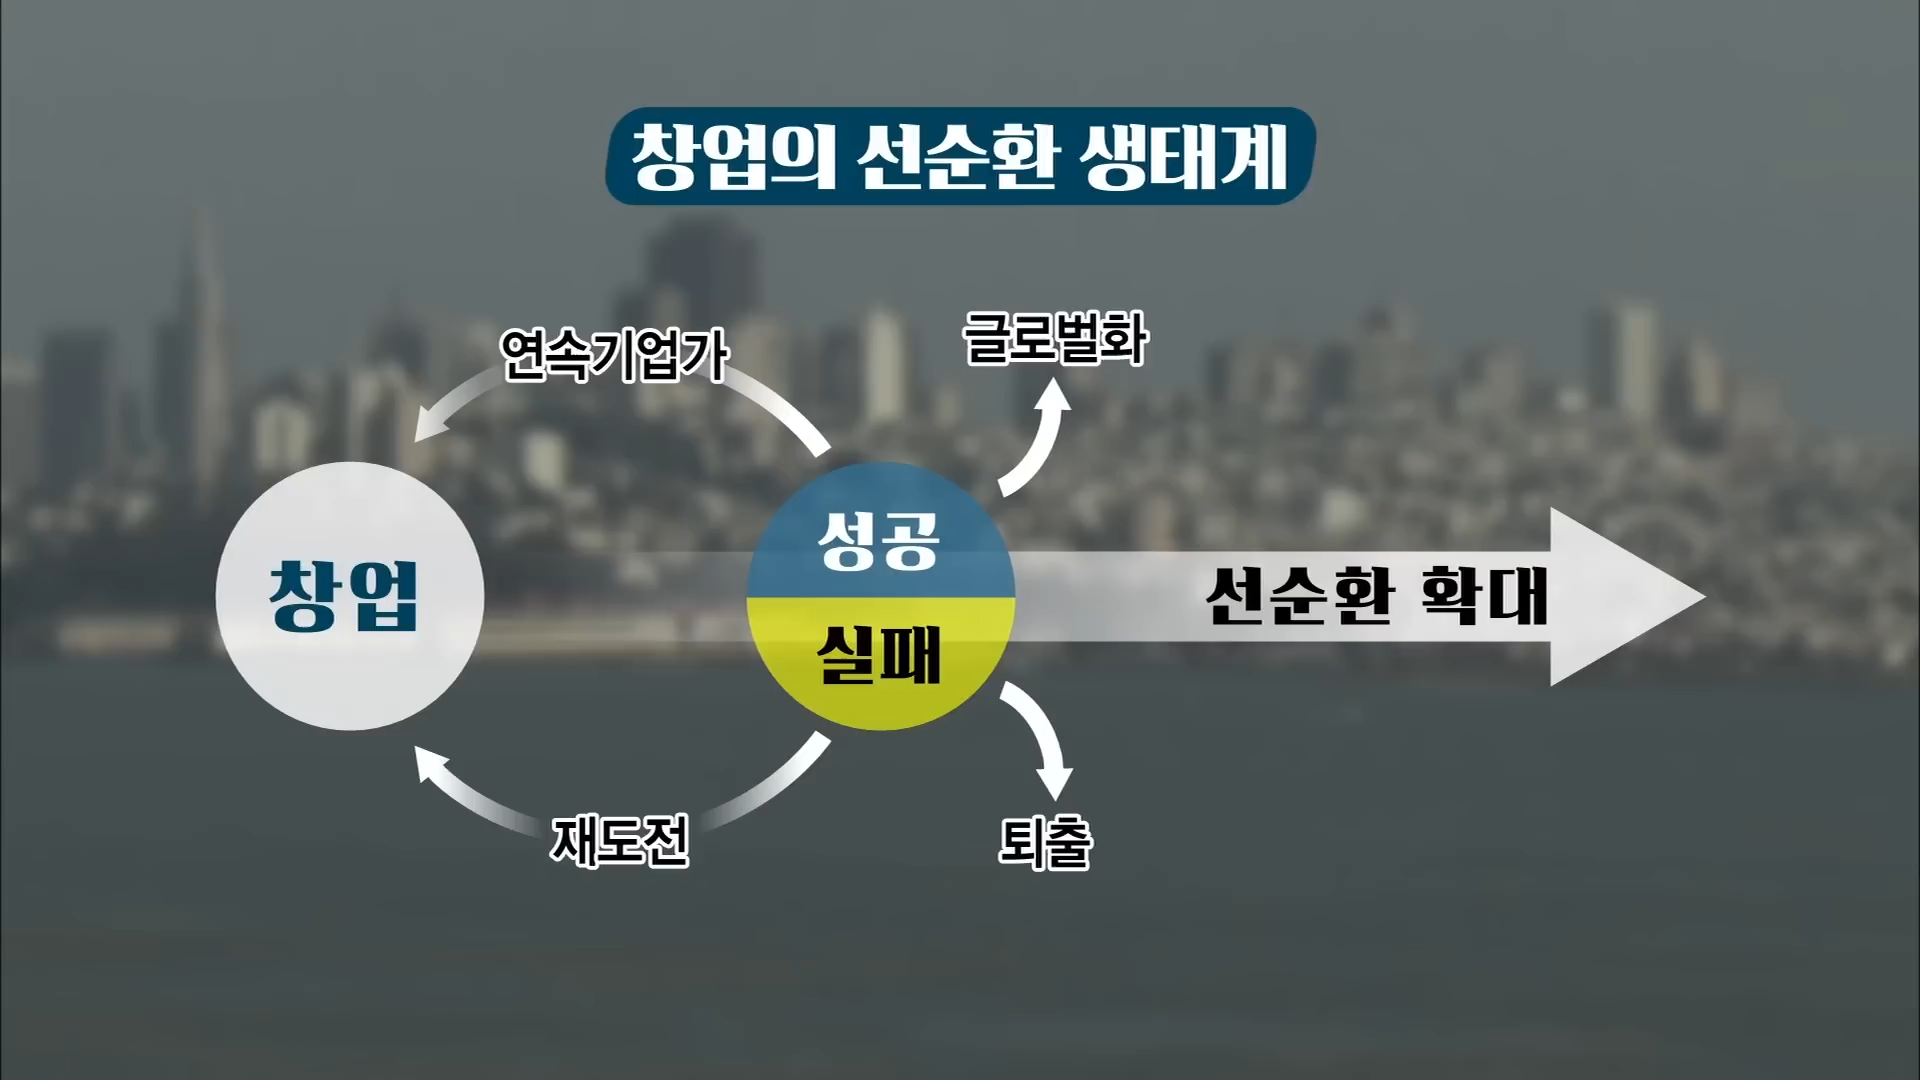 창업의 선순환 생태계
연속기업가
글로벌화
창업
성공
실패
선순환 확대
재도전
퇴출